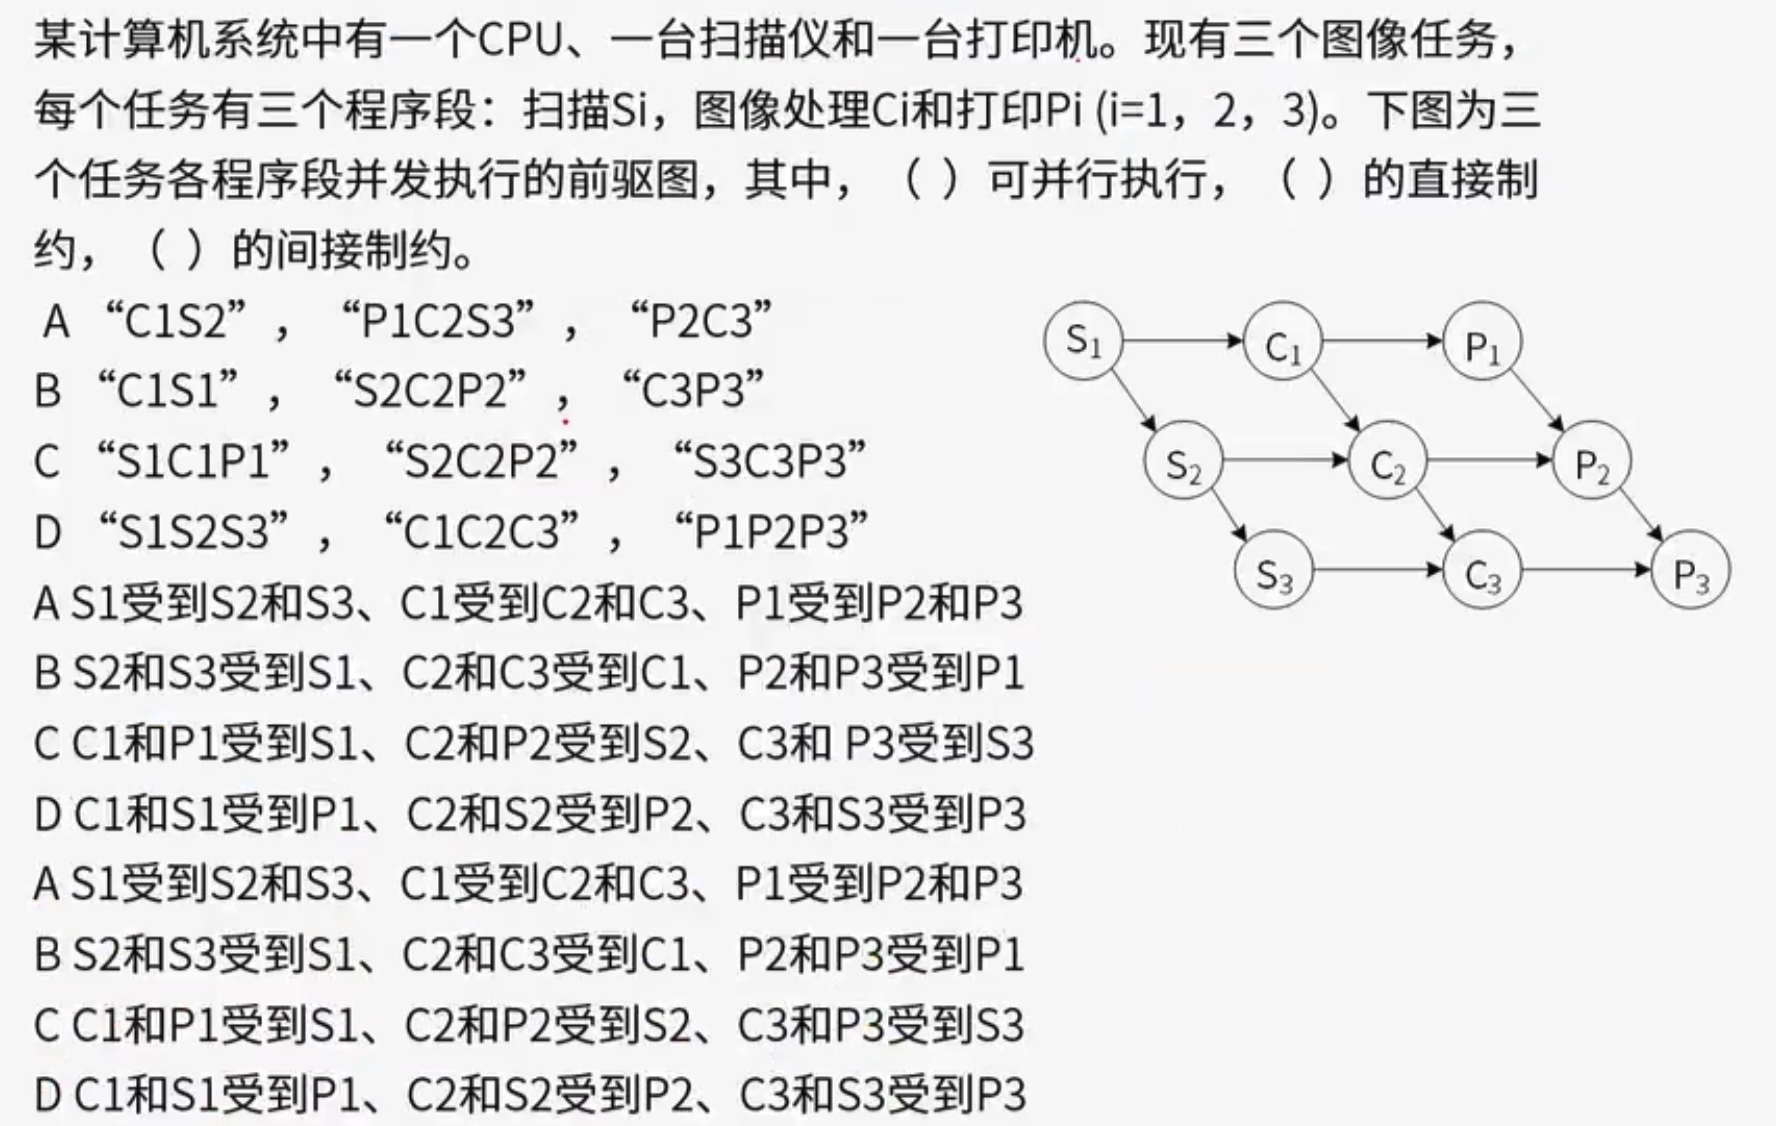 某计算机系统中有一个CPU、一台扫描仪和一台打印机。现有三个图像任务，
每个任务有三个程序段：扫描Si，图像处理Ci和打印Pi (i=1，2，3)。下图为三
个任务各程序段并发执行的前驱图，其中，（ ）可并行执行，（ ）的直接制
约，（ ）的间接制约。
A “C1S2”，“P1C2S3”，“P2C3”
B “C1S1”，“S2C2P2”，“C3P3”
C “S1C1P1”，“S2C2P2”，“S3C3P3”
D “S1S2S3”，“C1C2C3”，“P1P2P3”
S1 C1 P1
S2 C2 P2
S3 C3 P3
A S1受到S2和S3、C1受到C2和C3、P1受到P2和P3
B S2和S3受到S1、C2和C3受到C1、P2和P3受到P1
C C1和P1受到S1、C2和P2受到S2、C3和 P3受到S3
D C1和S1受到P1、C2和S2受到P2、C3和S3受到P3
A S1受到S2和S3、C1受到C2和C3、P1受到P2和P3
B S2和S3受到S1、C2和C3受到C1、P2和P3受到P1
C C1和P1受到S1、C2和P2受到S2、C3和P3受到S3
D C1和S1受到P1、C2和S2受到P2、C3和S3受到P3